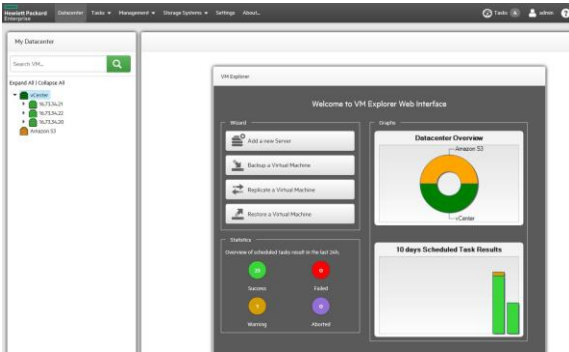 Hewlett Packard
Enterprise
Datacenter Tasks Management Storage Systems Settings About...
Tasks admin
My Datacenter
Search VM...
Expand All | Collapse All
vCenter
16.73.34.21
16.73.34.22
16.73.34.20
Amazon S3
VM Explorer
Welcome to VM Explorer Web Interface
Wizard
Add a new Server
Backup a Virtual Machine
Replicate a Virtual Machine
Restore a Virtual Machine
Statistics
Overview of scheduled tasks result in the last 24h.
0
Success Failed
1 0
Warning Aborted
Graphs
Datacenter Overview
Amazon S3
vCenter
10 days Scheduled Task Results